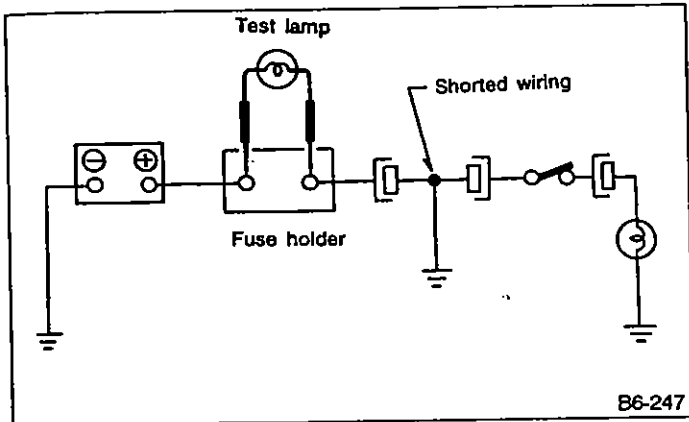 Test lamp
Shorted wiring
⊖ ⊕
Fuse holder
B6-247